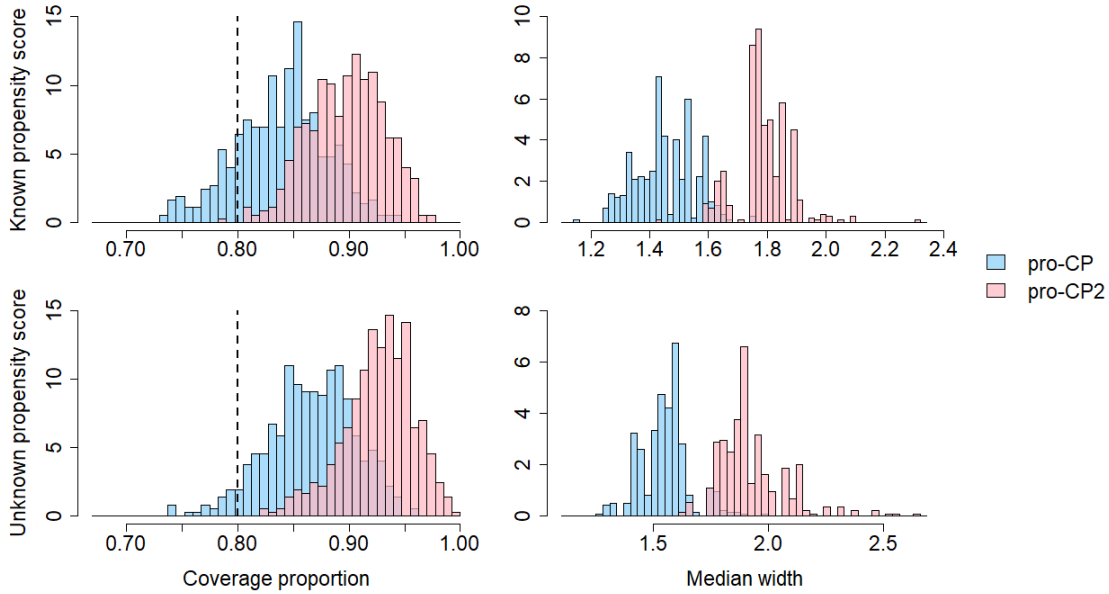 Known propensity score
15
10
5
0
0.70 0.80 0.90 1.00
10
8
6
4
2
0
1.2 1.4 1.6 1.8 2.0 2.2 2.4
pro-CP
pro-CP2
Unknown propensity score
15
10
5
0
0.70 0.80 0.90 1.00
Coverage proportion
8
6
4
2
0
1.5 2.0 2.5
Median width